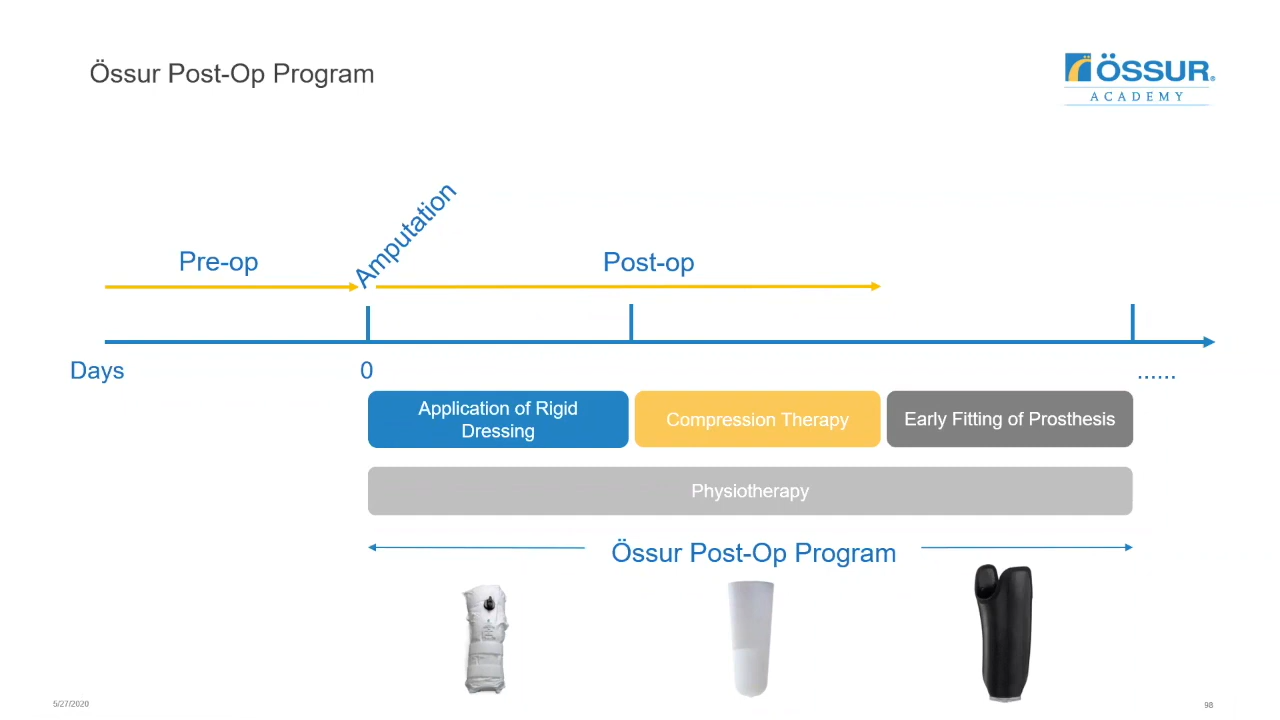 Össur Post-Op Program
ÖSSUR®
ACADEMY
Amputation
Pre-op
Post-op
Days
0
......
Application of Rigid
Dressing
Compression Therapy
Early Fitting of Prosthesis
Physiotherapy
Össur Post-Op Program
5/27/2020
98